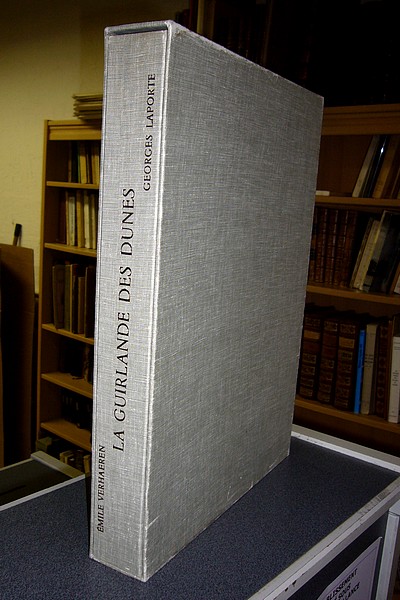 ÉMILE VERHAEREN
LA GUIRLANDE DES DUNES
GEORGES LAPORTE